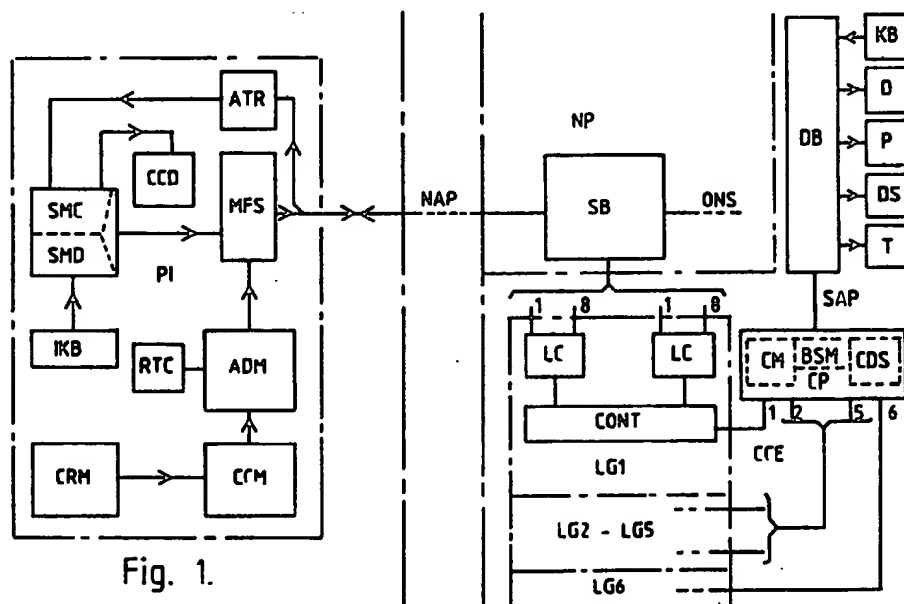 ATR
CCD
SMC
SMD
MFS
PI
IKB
RTC
ADM
CRM
CCM
Fig. 1.
NAP
NP
SB
ONS
1
8
1
8
LC
LC
CONT
LG1
LG2 - LG5
LG6
DB
KB
D
P
DS
T
SAP
CM
BSM
CP
CDS
1
2
5
6
CCE